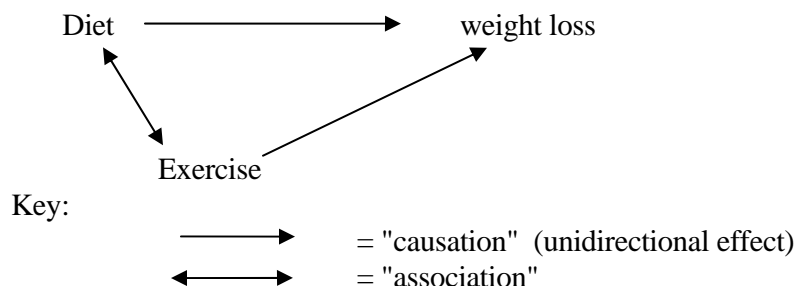 Diet weight loss
Exercise
Key:
= "causation" (unidirectional effect)
= "association"